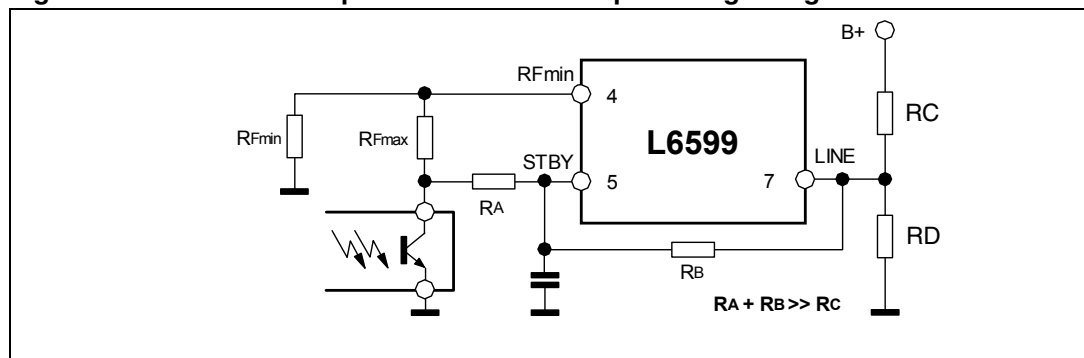 B+
RFmin
4
RC
RFmin
RFmax
L6599
STBY
LINE
5
7
RA
RD
RB
RA + RB >> RC